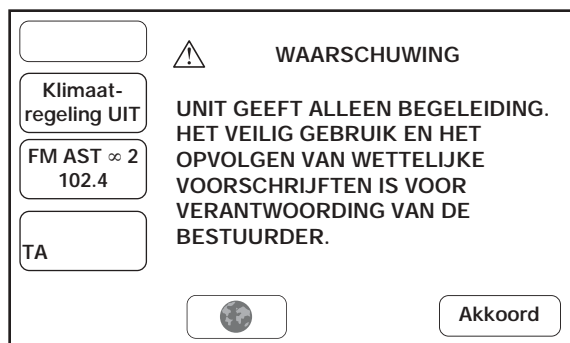 WAARSCHUWING
Klimaat-
regeling UIT
FM AST ∞ 2
102.4
TA
UNIT GEEFT ALLEEN BEGELEIDING.
HET VEILIG GEBRUIK EN HET
OPVOLGEN VAN WETTELIJKE
VOORSCHRIJFTEN IS VOOR
VERANTWOORDING VAN DE
BESTUURDER.
Akkoord